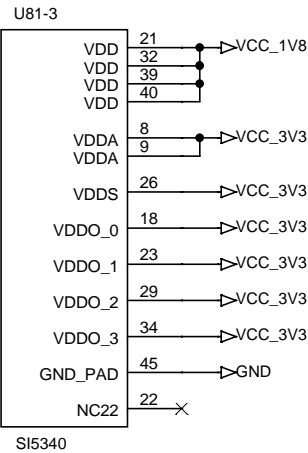 U81-3
VDD 21 VCC_1V8
VDD 32
VDD 39
VDD 40
VDDA 8 VCC_3V3
VDDA 9
VDDS 26 VCC_3V3
VDDO_0 18 VCC_3V3
VDDO_1 23 VCC_3V3
VDDO_2 29 VCC_3V3
VDDO_3 34 VCC_3V3
GND_PAD 45 GND
NC22 22
SI5340